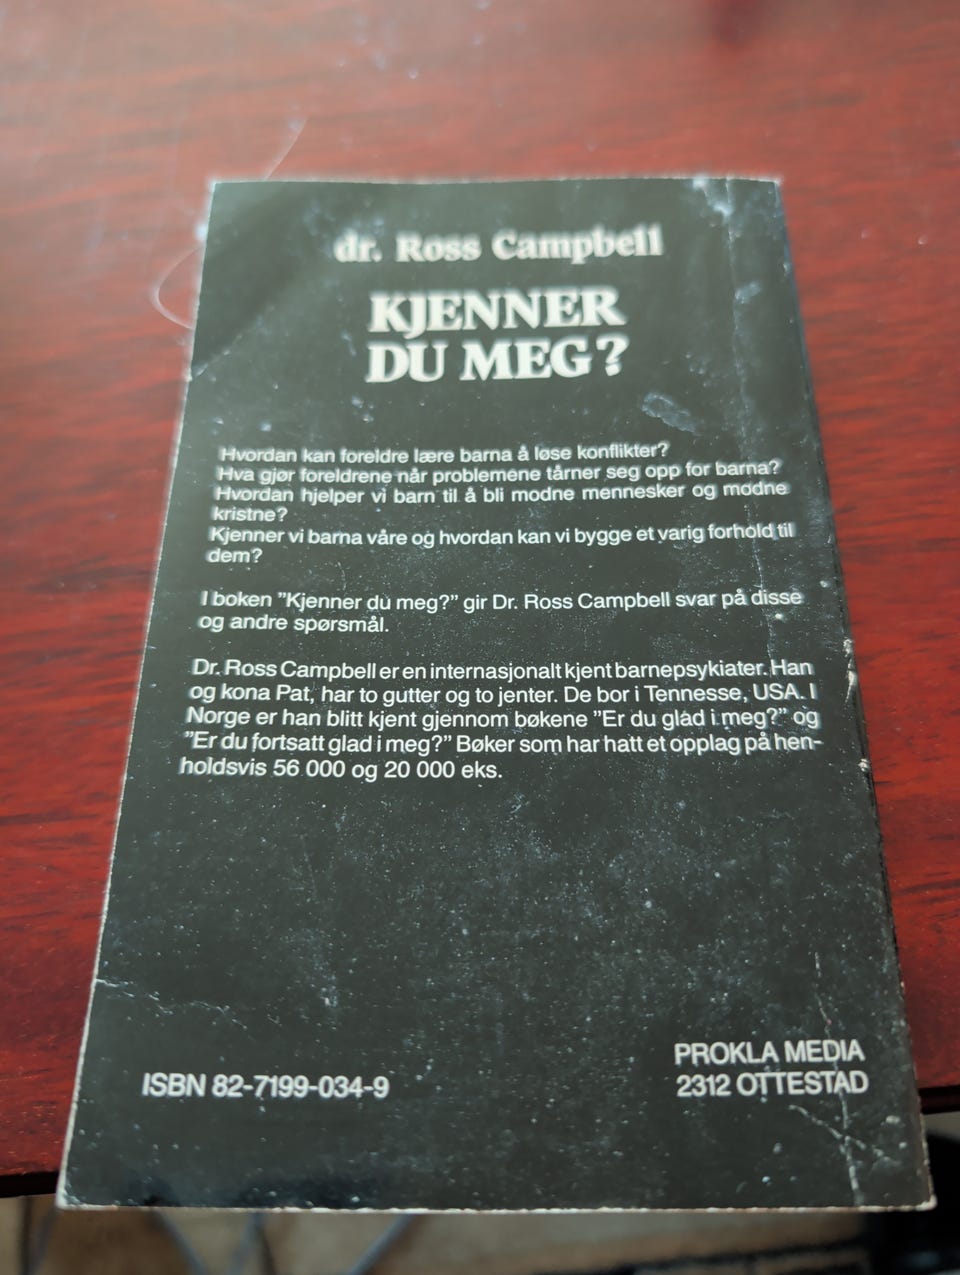 dr. Ross Campbell
KJENNER
DU MEG?
Hvordan kan foreldre lære barna å løse konflikter?
Hva gjør foreldrene når problemene tårner seg opp for barna?
Hvordan hjelper vi barn til å bli modne mennesker og modne
kristne?
Kjenner vi barna våre og hvordan kan vi bygge et varig forhold til
dem?
I boken "Kjenner du meg?" gir Dr. Ross Campbell svar på disse
og andre spørsmål.
Dr. Ross Campbell er en internasjonalt kjent barnepsykiater. Han
og kona Pat, har to gutter og to jenter. De bor i Tennesse, USA. I
Norge er han blitt kjent gjennom bøkene "Er du glad i meg?" og
"Er du fortsatt glad i meg?" Bøker som har hatt et opplag på hen-
holdsvis 56 000 og 20 000 eks.
ISBN 82-7199-034-9
PROKLA MEDIA
2312 OTTESTAD